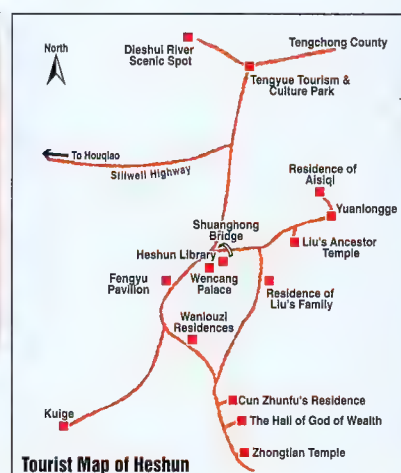 North
Dieshui River
Scenic Spot
Tengchong County
Tengyue Tourism &
Culture Park
To Houqiao
Stilwell Highway
Residence of
Aisiqi
Yuanlongge
Shuanghong
Bridge
Liu's Ancestor
Temple
Heshun Library
Wencang
Palace
Fengyu
Pavilion
Residence of
Liu's Family
Wanlouzi
Residences
Cun Zhunfu's Residence
Kuige
The Hall of God of Wealth
Zhongtian Temple
Tourist Map of Heshun